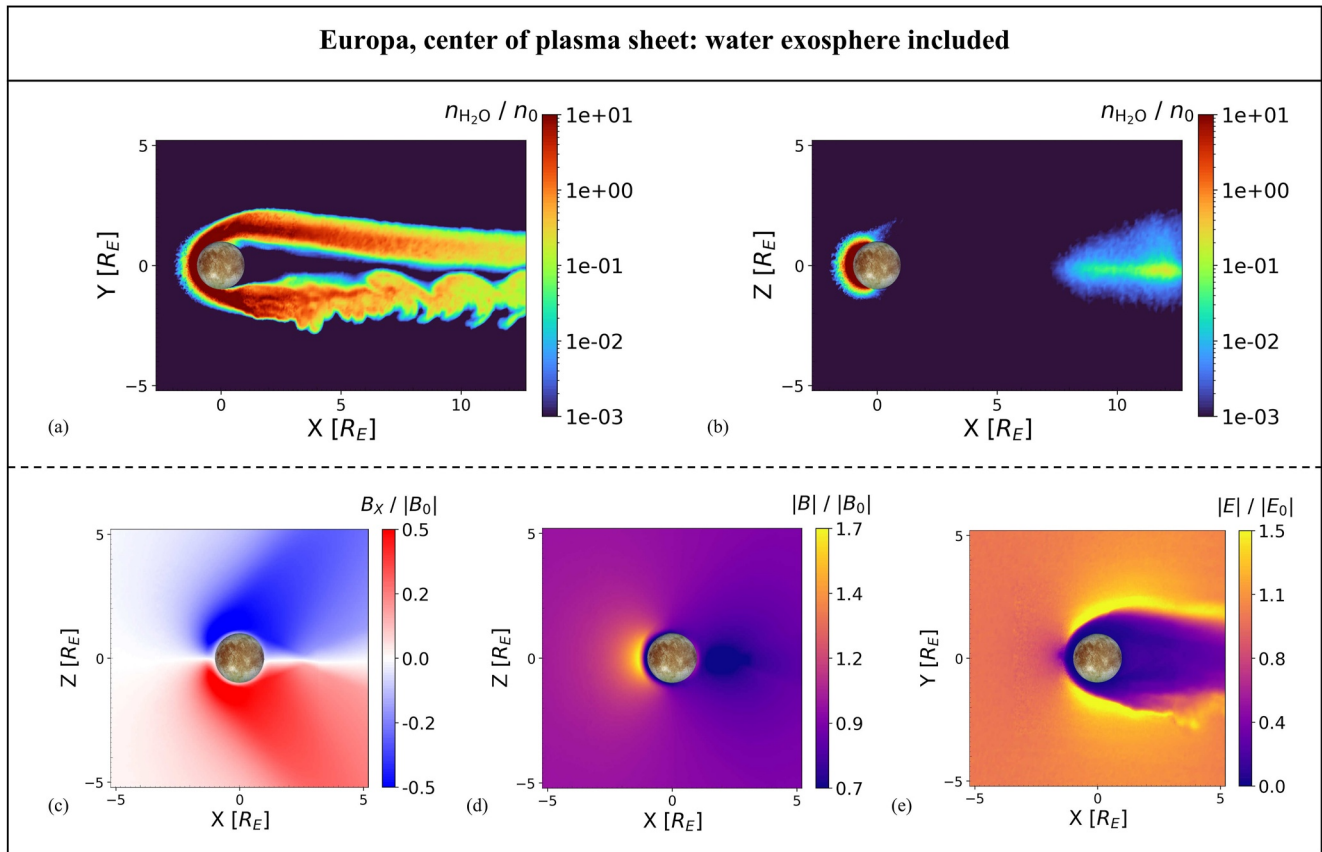 Europa, center of plasma sheet: water exosphere included
n_H₂O / n₀
1e+01
1e+00
1e-01
1e-02
1e-03
5
0
−5
Y [R_E]
0
5
10
X [R_E]
(a)
n_H₂O / n₀
1e+01
1e+00
1e-01
1e-02
1e-03
5
0
−5
Z [R_E]
0
5
10
X [R_E]
(b)
B_X / |B₀|
0.5
0.2
0.0
-0.2
-0.5
5
0
−5
Z [R_E]
−5
0
5
X [R_E]
(c)
|B| / |B₀|
1.7
1.4
1.2
0.9
0.7
5
0
−5
Z [R_E]
−5
0
5
X [R_E]
(d)
|E| / |E₀|
1.5
1.1
0.8
0.4
0.0
5
0
−5
Y [R_E]
−5
0
5
X [R_E]
(e)